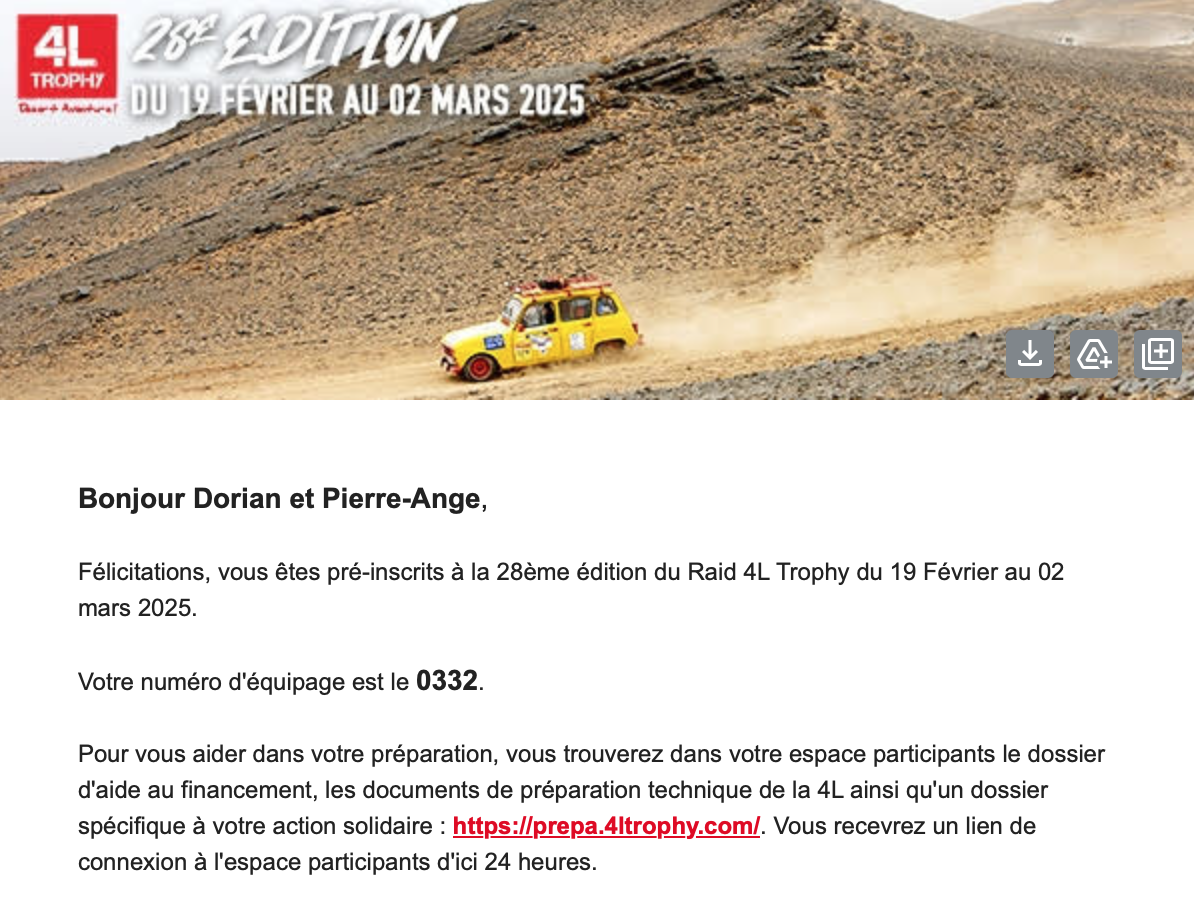 4L
TROPHY
Désert Aventure!
28E EDITION
DU 19 FÉVRIER AU 02 MARS 2025
Bonjour Dorian et Pierre-Ange,
Félicitations, vous êtes pré-inscrits à la 28ème édition du Raid 4L Trophy du 19 Février au 02
mars 2025.
Votre numéro d'équipage est le 0332.
Pour vous aider dans votre préparation, vous trouverez dans votre espace participants le dossier
d'aide au financement, les documents de préparation technique de la 4L ainsi qu'un dossier
spécifique à votre action solidaire : https://prepa.4ltrophy.com/. Vous recevrez un lien de
connexion à l'espace participants d'ici 24 heures.